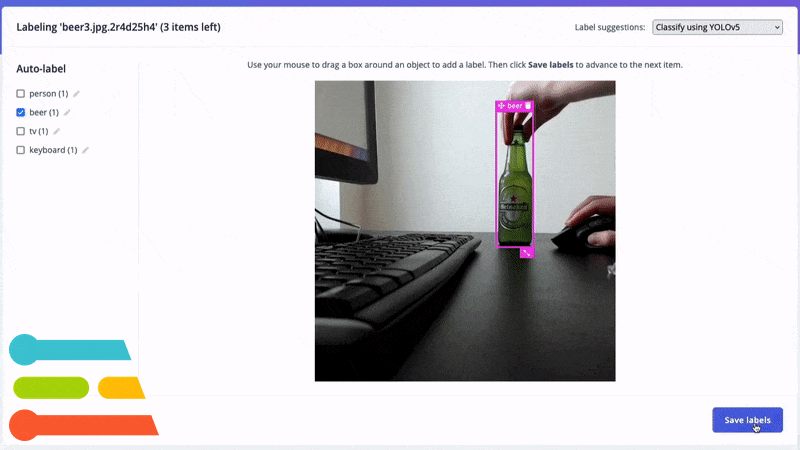 Labeling 'beer3.jpg.2r4d25h4' (3 items left)
Label suggestions: Classify using YOLOv5
Auto-label
Use your mouse to drag a box around an object to add a label. Then click Save labels to advance to the next item.
person (1)
beer (1)
tv (1)
keyboard (1)
beer
Heineken
Save labels